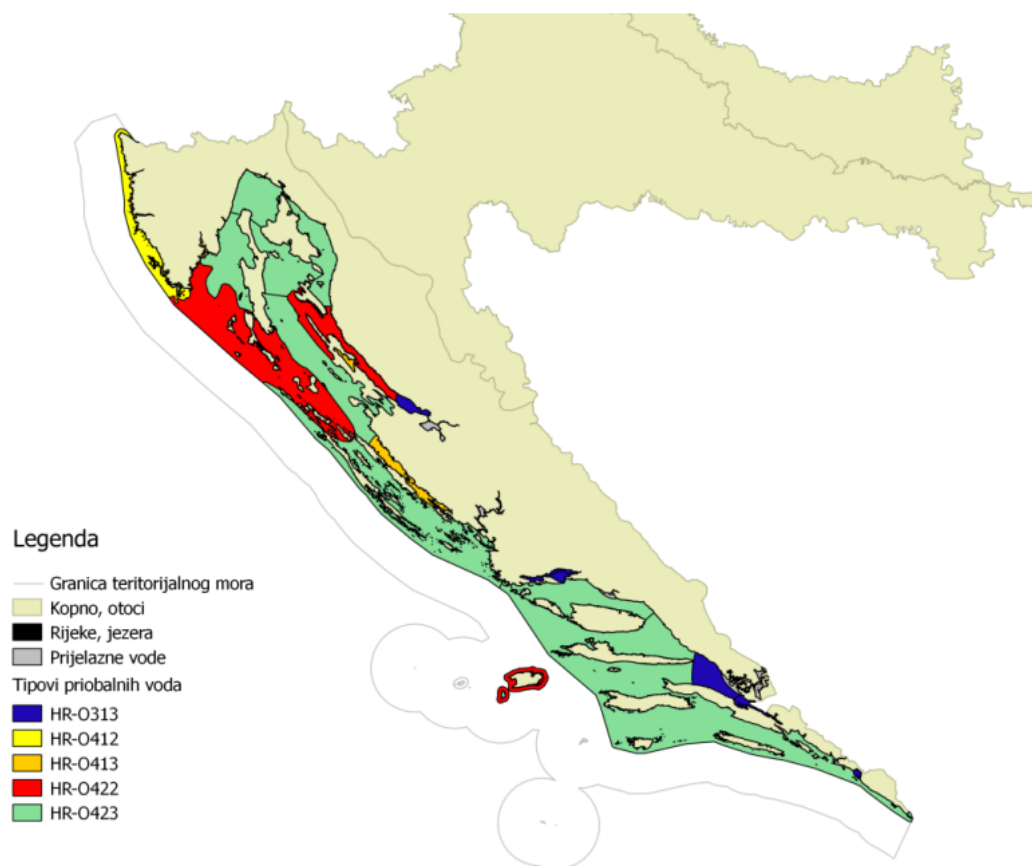 Legenda
Granica teritorijalnog mora
Kopno, otoci
Rijeke, jezera
Prijelazne vode
Tipovi priobalnih voda
HR-O313
HR-O412
HR-O413
HR-O422
HR-O423